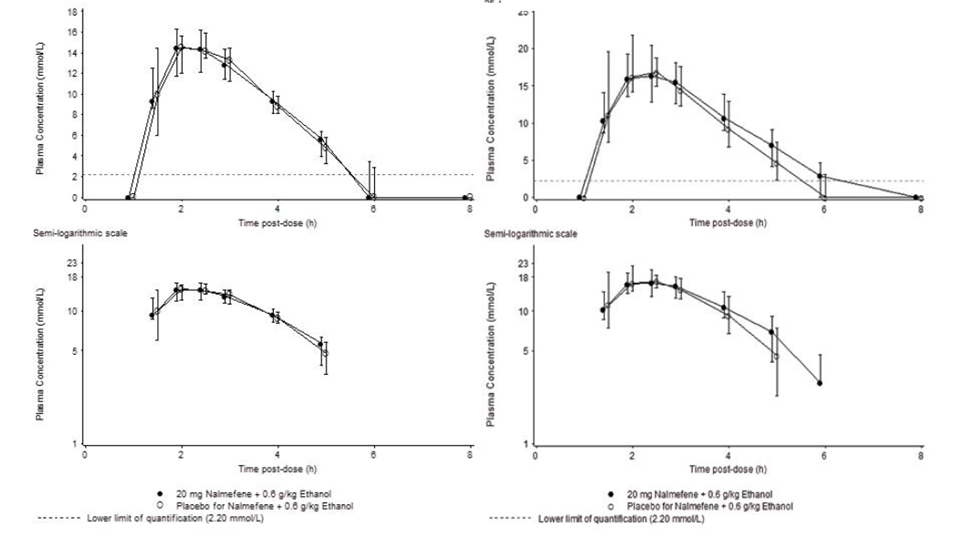 18
16
14
12
10
8
6
4
2
0
Plasma Concentration (mmol/L)
0 2 4 6 8
Time post-dose (h)
25
20
15
10
5
0
Plasma Concentration (mmol/L)
0 2 4 6 8
Time post-dose (h)
Semi-logarithmic scale
23
18
10
5
1
Plasma Concentration (mmol/L)
0 2 4 6 8
Time post-dose (h)
Semi-logarithmic scale
23
18
10
5
1
Plasma Concentration (mmol/L)
0 2 4 6 8
Time post-dose (h)
20 mg Nalmefene + 0.6 g/kg Ethanol
Placebo for Nalmefene + 0.6 g/kg Ethanol
Lower limit of quantification (2.20 mmol/L)
20 mg Nalmefene + 0.6 g/kg Ethanol
Placebo for Nalmefene + 0.6 g/kg Ethanol
Lower limit of quantification (2.20 mmol/L)